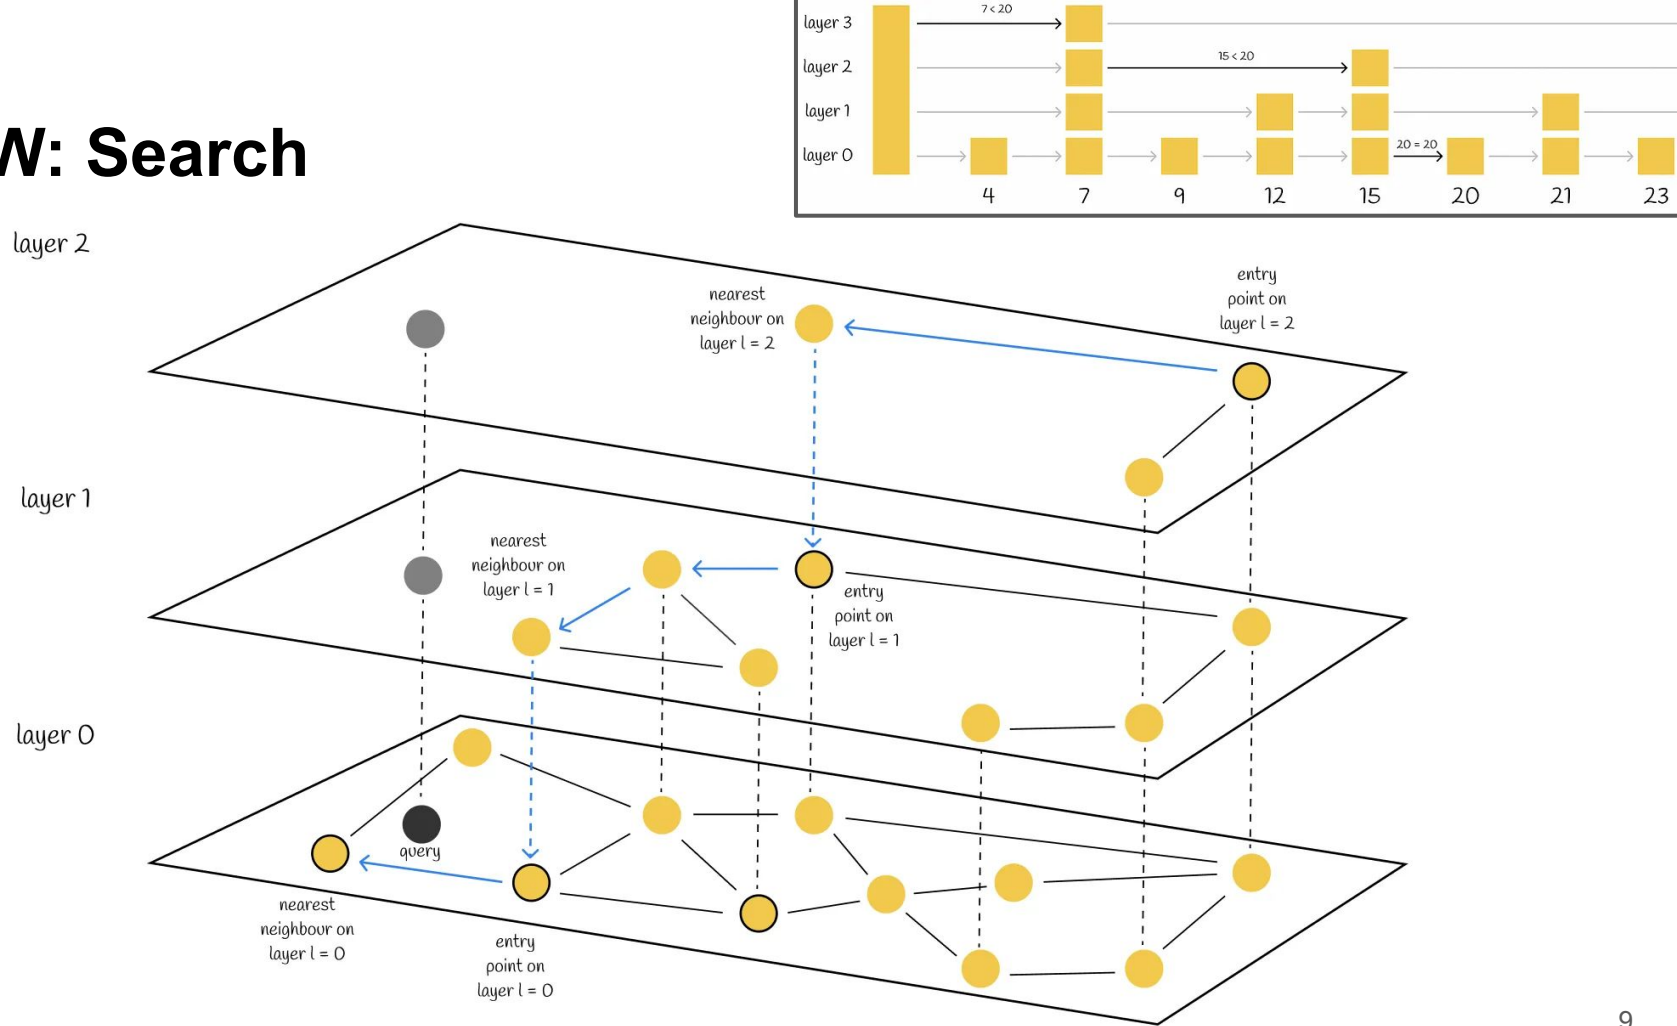 W: Search
7 < 20
layer 3
15 < 20
layer 2
layer 1
20 = 20
layer 0
4 7 9 12 15 20 21 23
layer 2
nearest
neighbour on
layer l = 2
entry
point on
layer l = 2
layer 1
nearest
neighbour on
layer l = 1
entry
point on
layer l = 1
layer 0
query
nearest
neighbour on
layer l = 0
entry
point on
layer l = 0
9